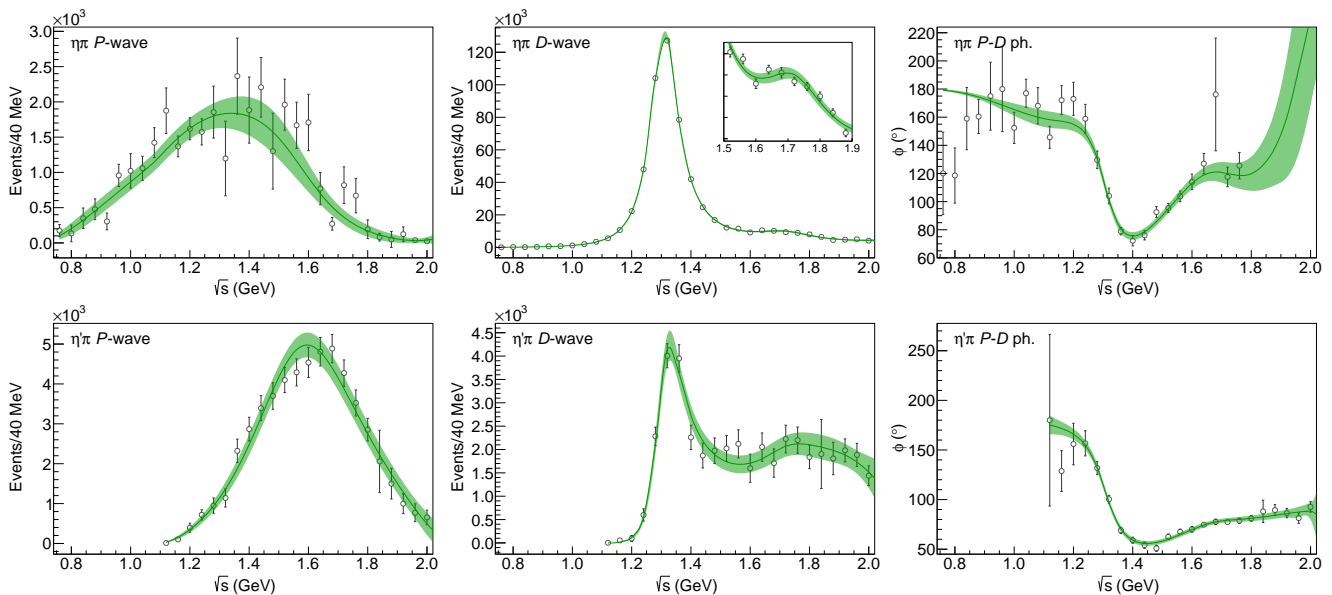 ×10³
ηπ P-wave
Events/40 MeV
3.0
2.5
2.0
1.5
1.0
0.5
0.0
0.8 1.0 1.2 1.4 1.6 1.8 2.0
√s (GeV)
×10³
ηπ D-wave
Events/40 MeV
120
100
80
60
40
20
0
1.5 1.6 1.7 1.8 1.9
0.8 1.0 1.2 1.4 1.6 1.8 2.0
√s (GeV)
ηπ P-D ph.
ϕ (°)
220
200
180
160
140
120
100
80
60
0.8 1.0 1.2 1.4 1.6 1.8 2.0
√s (GeV)
×10³
η'π P-wave
Events/40 MeV
5
4
3
2
1
0
0.8 1.0 1.2 1.4 1.6 1.8 2.0
√s (GeV)
×10³
η'π D-wave
Events/40 MeV
4.5
4.0
3.5
3.0
2.5
2.0
1.5
1.0
0.5
0.0
0.8 1.0 1.2 1.4 1.6 1.8 2.0
√s (GeV)
η'π P-D ph.
ϕ (°)
250
200
150
100
50
0.8 1.0 1.2 1.4 1.6 1.8 2.0
√s (GeV)